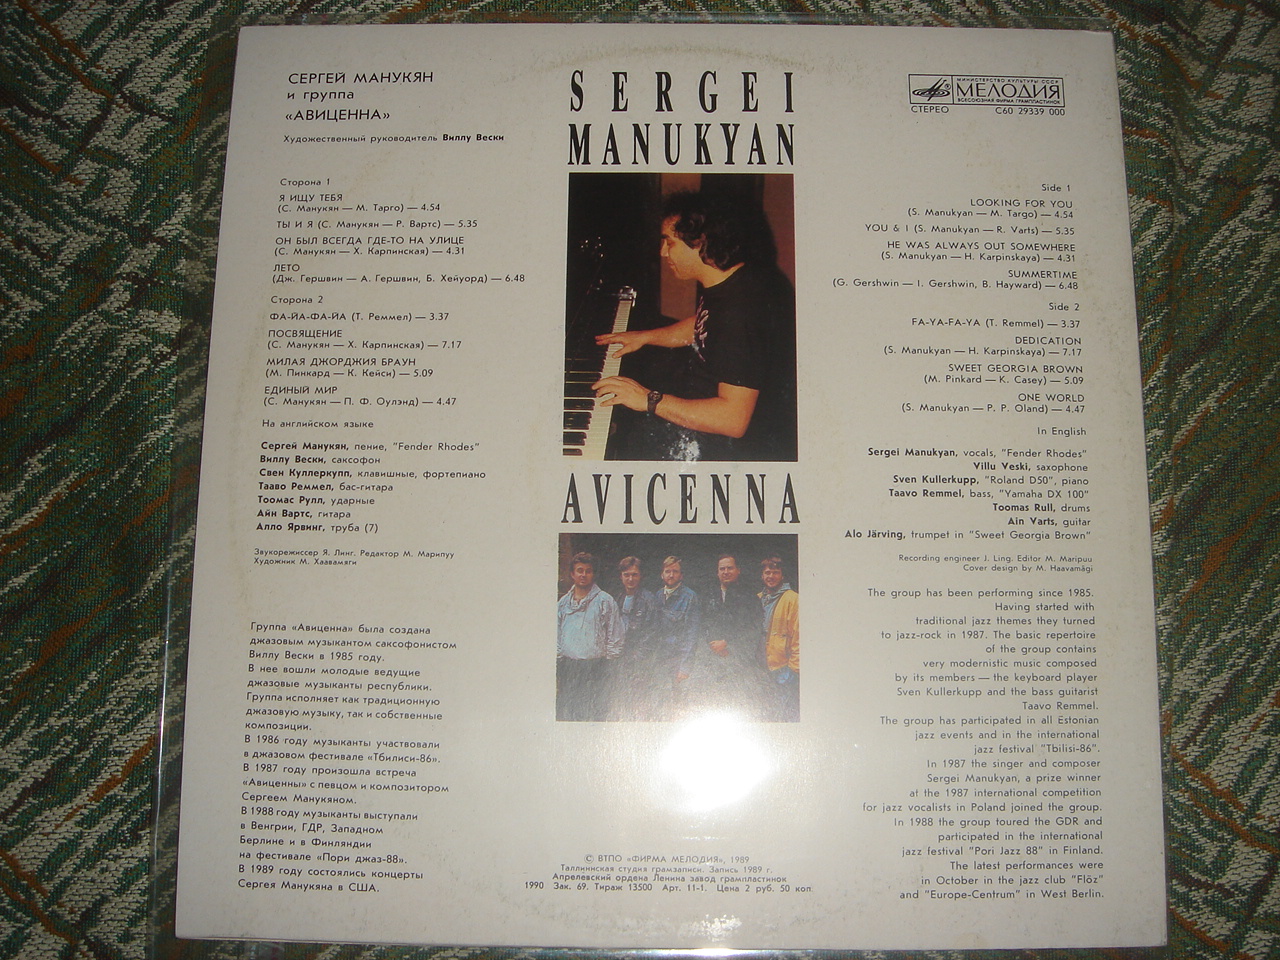 СЕРГЕЙ МАНУКЯН
и группа
«АВИЦЕННА»
Художественный руководитель Виллу Вески
Сторона 1
Я ИЩУ ТЕБЯ
(С. Манукян — М. Тарго) — 4.54
ТЫ И Я (С. Манукян — Р. Вартс) — 5.35
ОН БЫЛ ВСЕГДА ГДЕ-ТО НА УЛИЦЕ
(С. Манукян — Х. Карпинская) — 4.31
ЛЕТО
(Дж. Гершвин — А. Гершвин, Б. Хейуорд) — 6.48
Сторона 2
ФА-ЙА-ФА-ЙА (Т. Реммел) — 3.37
ПОСВЯЩЕНИЕ
(С. Манукян — Х. Карпинская) — 7.17
МИЛАЯ ДЖОРДЖИЯ БРАУН
(М. Пинкард — К. Кейси) — 5.09
ЕДИНЫЙ МИР
(С. Манукян — П. Ф. Оулэнд) — 4.47
На английском языке
Сергей Манукян, пение, "Fender Rhodes"
Виллу Вески, саксофон
Свен Куллеркупп, клавишные, фортепиано
Тааво Реммел, бас-гитара
Тоомас Рулл, ударные
Айн Вартс, гитара
Алло Ярвинг, труба (7)
Звукорежиссер Я. Линг. Редактор М. Марипуу
Художник М. Хаавамяги
Группа «Авиценна» была создана
джазовым музыкантом саксофонистом
Виллу Вески в 1985 году.
В нее вошли молодые ведущие
джазовые музыканты республики.
Группа исполняет как традиционную
джазовую музыку, так и собственные
композиции.
В 1986 году музыканты участвовали
в джазовом фестивале «Тбилиси-86».
В 1987 году произошла встреча
«Авиценны» с певцом и композитором
Сергеем Манукяном.
В 1988 году музыканты выступали
в Венгрии, ГДР, Западном
Берлине и в Финляндии
на фестивале «Пори джаз-88».
В 1989 году состоялись концерты
Сергея Манукяна в США.
SERGEI
MANUKYAN
AVICENNA
© ВТПО «ФИРМА МЕЛОДИЯ», 1989
Таллиннская студия грамзаписи. Запись 1989 г.
Апрелевский ордена Ленина завод грампластинок
1990 Зак. 69. Тираж 13500 Арт. 11-1. Цена 2 руб. 50 коп
МИНИСТЕРСТВО КУЛЬТУРЫ СССР
МЕЛОДИЯ
ВСЕСОЮЗНАЯ ФИРМА ГРАМПЛАСТИНОК
СТЕРЕО С60 29339 000
Side 1
LOOKING FOR YOU
(S. Manukyan — M. Targo) — 4.54
YOU & I (S. Manukyan — R. Varts) — 5.35
HE WAS ALWAYS OUT SOMEWHERE
(S. Manukyan — H. Karpinskaya) — 4.31
SUMMERTIME
(G. Gershwin — I. Gershwin, B. Hayward) — 6.48
Side 2
FA-YA-FA-YA (T. Remmel) — 3.37
DEDICATION
(S. Manukyan — H. Karpinskaya) — 7.17
SWEET GEORGIA BROWN
(M. Pinkard — K. Casey) — 5.09
ONE WORLD
(S. Manukyan — P. P. Oland) — 4.47
In English
Sergei Manukyan, vocals, "Fender Rhodes"
Villu Veski, saxophone
Sven Kullerkupp, "Roland D50", piano
Taavo Remmel, bass, "Yamaha DX 100"
Toomas Rull, drums
Ain Varts, guitar
Alo Järving, trumpet in "Sweet Georgia Brown"
Recording engineer J. Ling. Editor M. Maripuu
Cover design by M. Haavamägi
The group has been performing since 1985.
Having started with
traditional jazz themes they turned
to jazz-rock in 1987. The basic repertoire
of the group contains
very modernistic music composed
by its members — the keyboard player
Sven Kullerkupp and the bass guitarist
Taavo Remmel.
The group has participated in all Estonian
jazz events and in the international
jazz festival "Tbilisi-86".
In 1987 the singer and composer
Sergei Manukyan, a prize winner
at the 1987 international competition
for jazz vocalists in Poland joined the group.
In 1988 the group toured the GDR and
participated in the international
jazz festival "Pori Jazz 88" in Finland.
The latest performances were
in October in the jazz club "Flöz"
and "Europe-Centrum" in West Berlin.